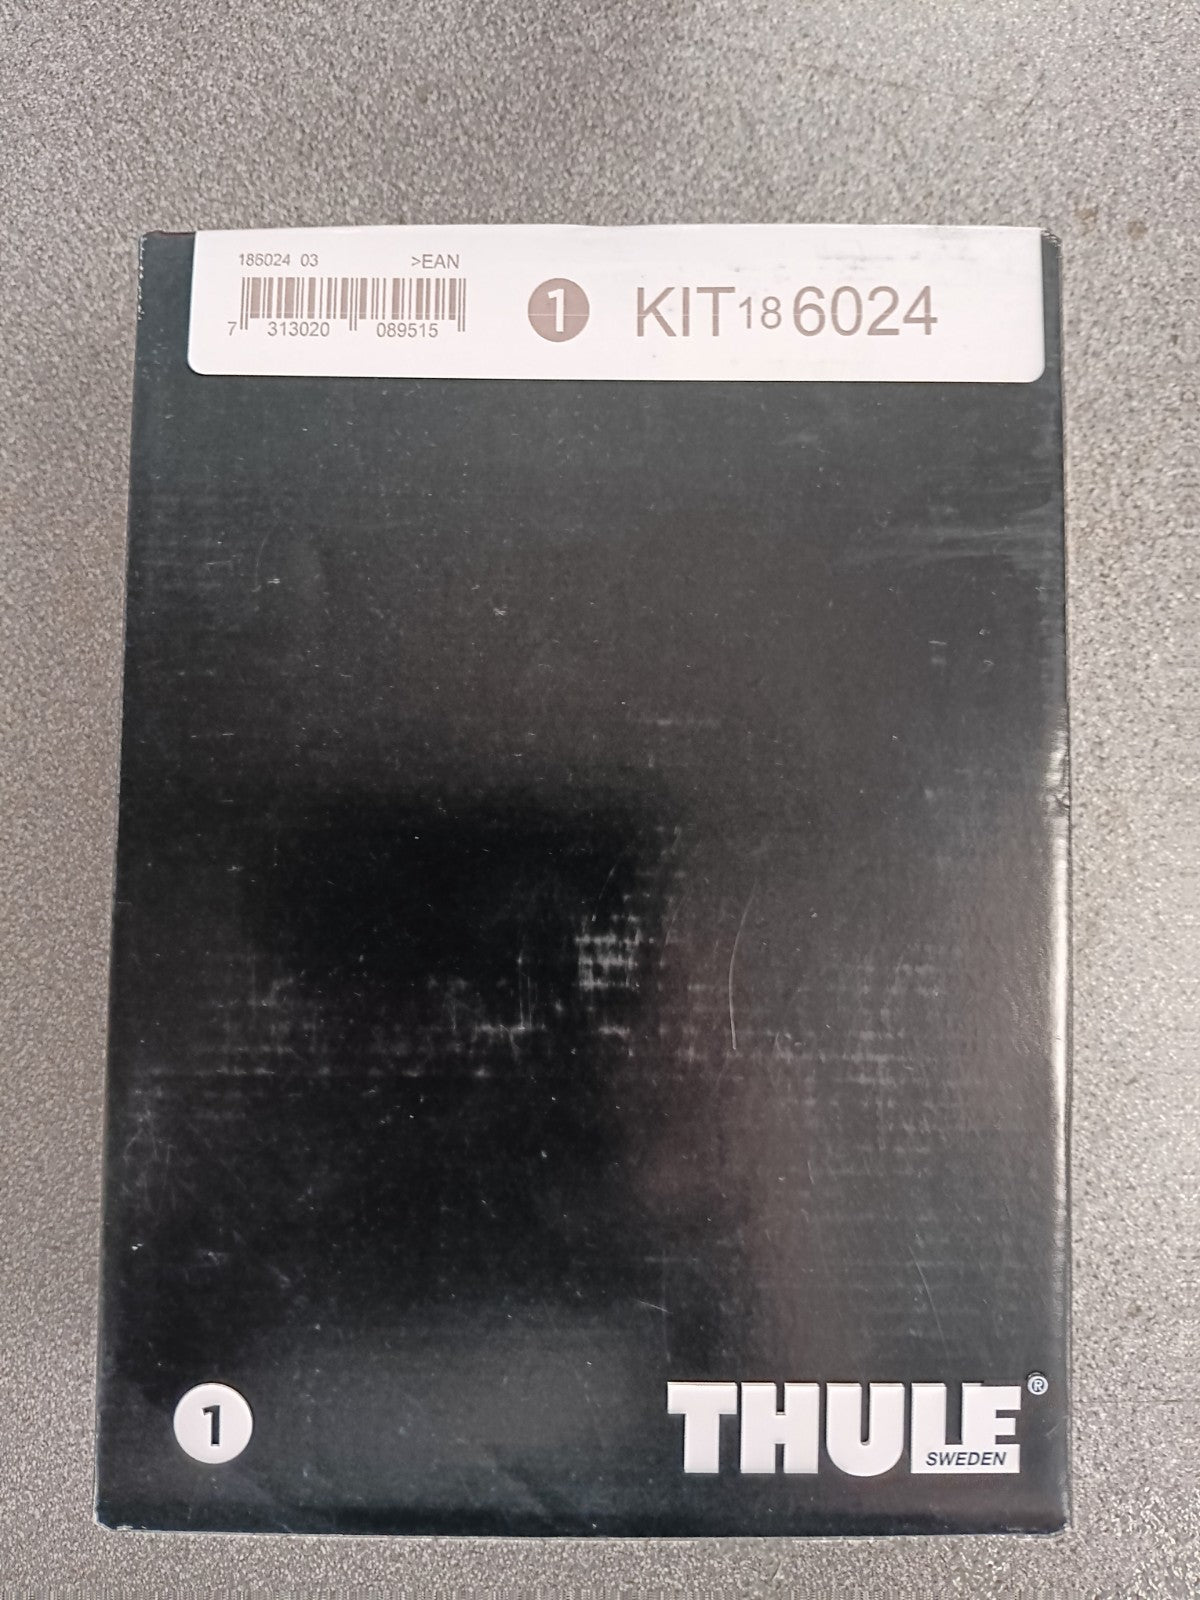 186024 03 >EAN
7 313020 089515
1 KIT 18 6024
1
THULE®
SWEDEN